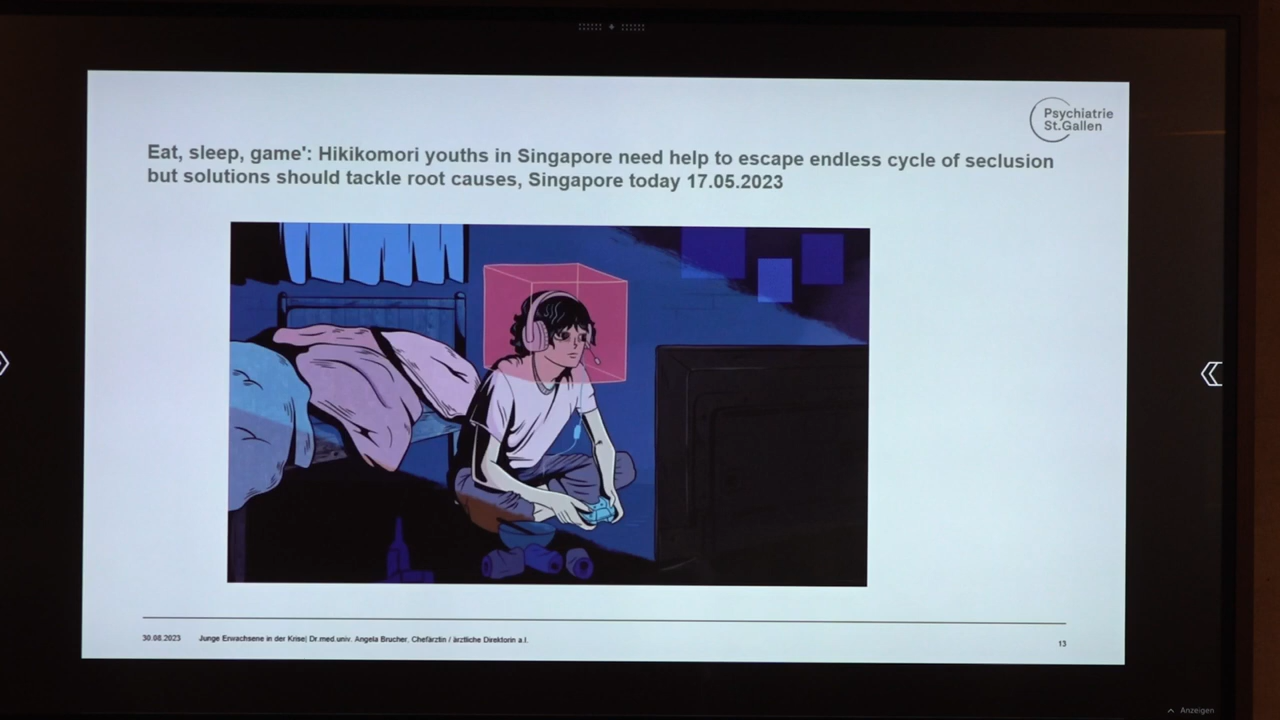 Psychiatrie
St.Gallen
Eat, sleep, game': Hikikomori youths in Singapore need help to escape endless cycle of seclusion
but solutions should tackle root causes, Singapore today 17.05.2023
30.08.2023 Junge Erwachsene in der Krise| Dr.med.univ. Angela Brucher, Chefärztin / ärztliche Direktorin a.I. 13
Anzeigen